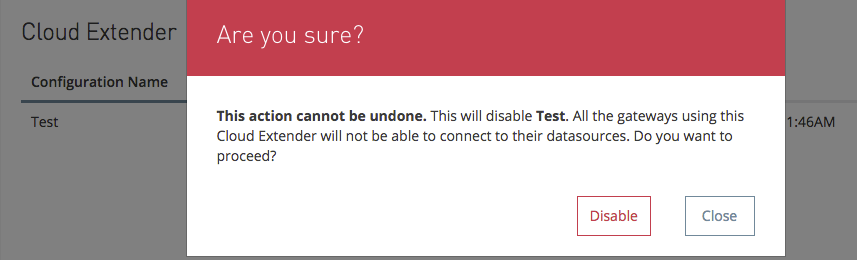 Cloud Extender
Are you sure?
Configuration Name
This action cannot be undone. This will disable Test. All the gateways using this
Cloud Extender will not be able to connect to their datasources. Do you want to
proceed?
Test
1:46AM
Disable
Close